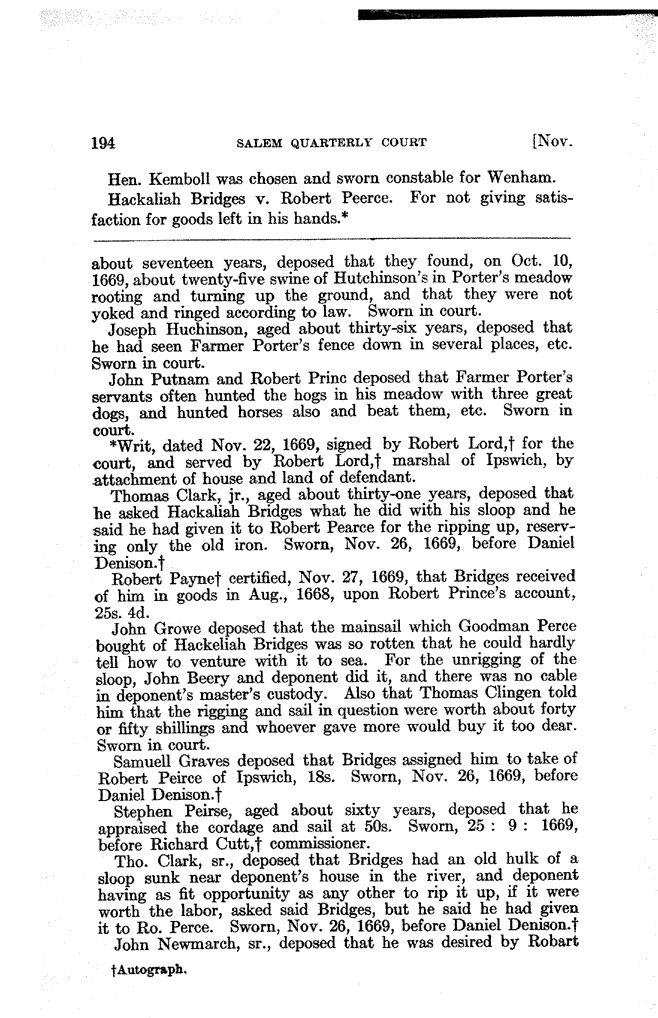 194 SALEM QUARTERLY COURT [Nov.
Hen. Kemboll was chosen and sworn constable for Wenham.
Hackaliah Bridges v. Robert Peerce. For not giving satis-
faction for goods left in his hands.*
about seventeen years, deposed that they found, on Oct. 10,
1669, about twenty-five swine of Hutchinson's in Porter's meadow
rooting and turning up the ground, and that they were not
yoked and ringed according to law. Sworn in court.
Joseph Huchinson, aged about thirty-six years, deposed that
he had seen Farmer Porter's fence down in several places, etc.
Sworn in court.
John Putnam and Robert Princ deposed that Farmer Porter's
servants often hunted the hogs in his meadow with three great
dogs, and hunted horses also and beat them, etc. Sworn in
court.
*Writ, dated Nov. 22, 1669, signed by Robert Lord,† for the
court, and served by Robert Lord,† marshal of Ipswich, by
attachment of house and land of defendant.
Thomas Clark, jr., aged about thirty-one years, deposed that
he asked Hackaliah Bridges what he did with his sloop and he
said he had given it to Robert Pearce for the ripping up, reserv-
ing only the old iron. Sworn, Nov. 26, 1669, before Daniel
Denison.†
Robert Payne† certified, Nov. 27, 1669, that Bridges received
of him in goods in Aug., 1668, upon Robert Prince's account,
25s. 4d.
John Growe deposed that the mainsail which Goodman Perce
bought of Hackeliah Bridges was so rotten that he could hardly
tell how to venture with it to sea. For the unrigging of the
sloop, John Beery and deponent did it, and there was no cable
in deponent's master's custody. Also that Thomas Clingen told
him that the rigging and sail in question were worth about forty
or fifty shillings and whoever gave more would buy it too dear.
Sworn in court.
Samuell Graves deposed that Bridges assigned him to take of
Robert Peirce of Ipswich, 18s. Sworn, Nov. 26, 1669, before
Daniel Denison.†
Stephen Peirse, aged about sixty years, deposed that he
appraised the cordage and sail at 50s. Sworn, 25 : 9 : 1669,
before Richard Cutt,† commissioner.
Tho. Clark, sr., deposed that Bridges had an old hulk of a
sloop sunk near deponent's house in the river, and deponent
having as fit opportunity as any other to rip it up, if it were
worth the labor, asked said Bridges, but he said he had given
it to Ro. Perce. Sworn, Nov. 26, 1669, before Daniel Denison.†
John Newmarch, sr., deposed that he was desired by Robart
†Autograph.